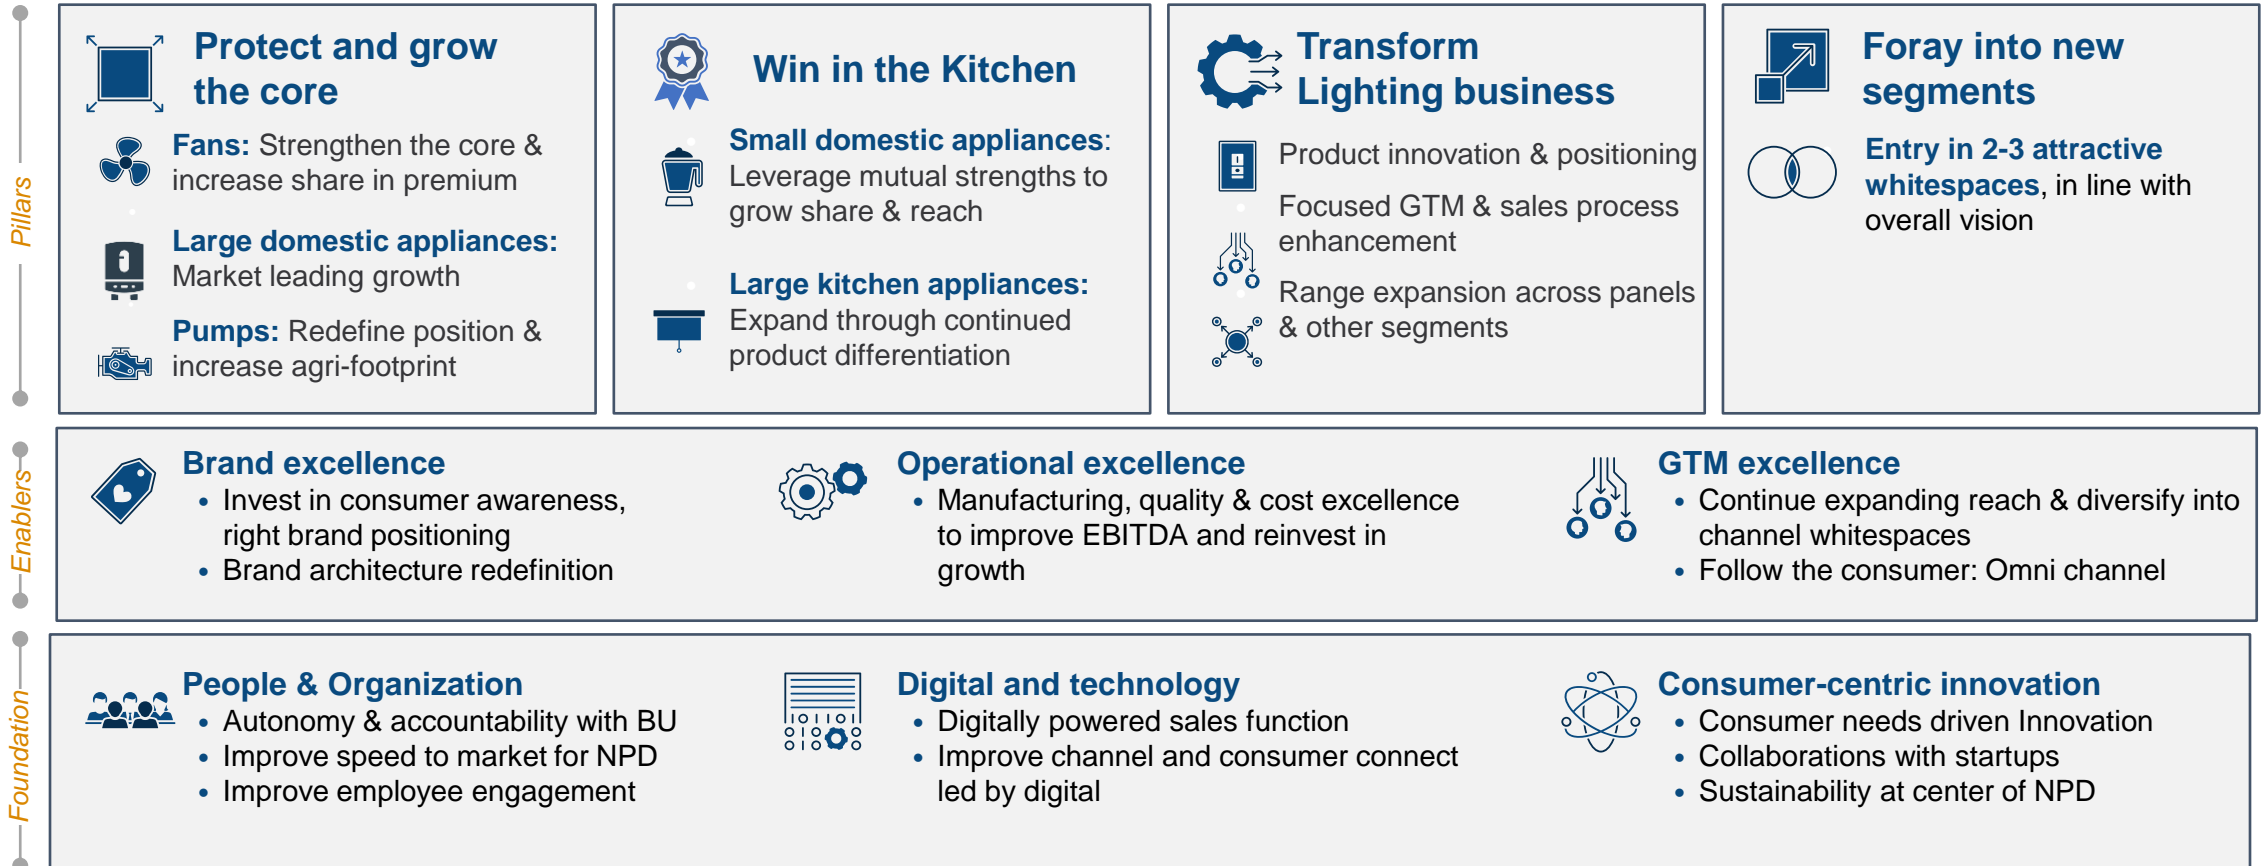 Pillars
Protect and grow
the core
Fans: Strengthen the core &
increase share in premium
Large domestic appliances:
Market leading growth
Pumps: Redefine position &
increase agri-footprint
Win in the Kitchen
Small domestic appliances:
Leverage mutual strengths to
grow share & reach
Large kitchen appliances:
Expand through continued
product differentiation
Transform
Lighting business
Product innovation & positioning
Focused GTM & sales process
enhancement
Range expansion across panels
& other segments
Foray into new
segments
Entry in 2-3 attractive
whitespaces, in line with
overall vision
Enablers
Brand excellence
• Invest in consumer awareness,
right brand positioning
• Brand architecture redefinition
Operational excellence
• Manufacturing, quality & cost excellence
to improve EBITDA and reinvest in
growth
GTM excellence
• Continue expanding reach & diversify into
channel whitespaces
• Follow the consumer: Omni channel
Foundation
People & Organization
• Autonomy & accountability with BU
• Improve speed to market for NPD
• Improve employee engagement
Digital and technology
• Digitally powered sales function
• Improve channel and consumer connect
led by digital
Consumer-centric innovation
• Consumer needs driven Innovation
• Collaborations with startups
• Sustainability at center of NPD